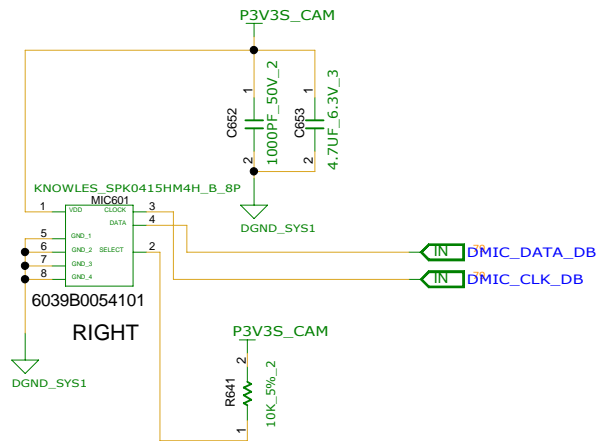 P3V3S_CAM
1
1
C652
1000PF_50V_2
C653
4.7UF_6.3V_3
2
2
KNOWLES_SPK0415HM4H_B_8P
MIC601
DGND_SYS1
1
VDD
CLOCK
3
DATA
4
5
GND_1
6
GND_2
SELECT
2
7
GND_3
8
GND_4
IN
DMIC_DATA_DB
IN
DMIC_CLK_DB
6039B0054101
RIGHT
P3V3S_CAM
DGND_SYS1
2
R641
10K_5%_2
1